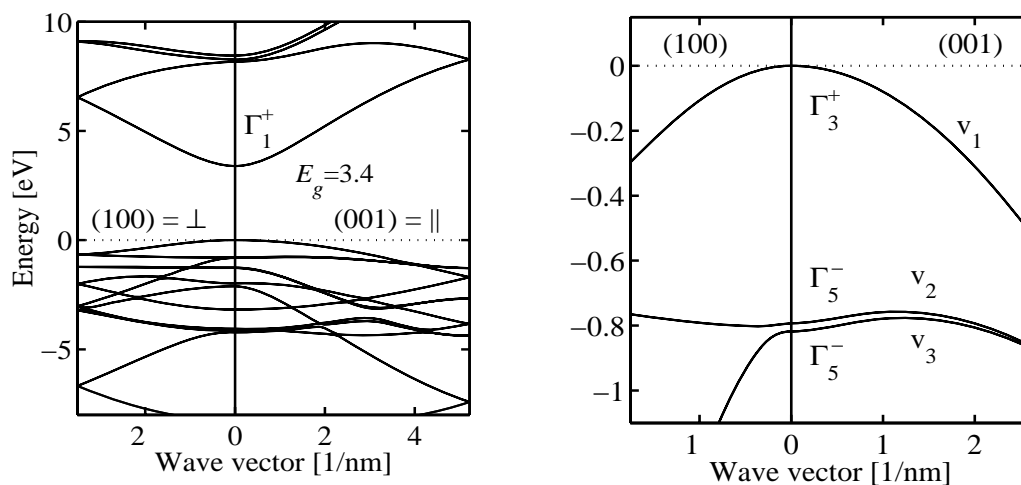 10
5
0
−5
Energy [eV]
Γ1+
Eg=3.4
(100) = ⊥
(001) = ||
2
0
2
4
Wave vector [1/nm]
(100)
(001)
0
−0.2
−0.4
−0.6
−0.8
−1
Γ3+
v1
Γ5−
v2
Γ5−
v3
1
0
1
2
Wave vector [1/nm]